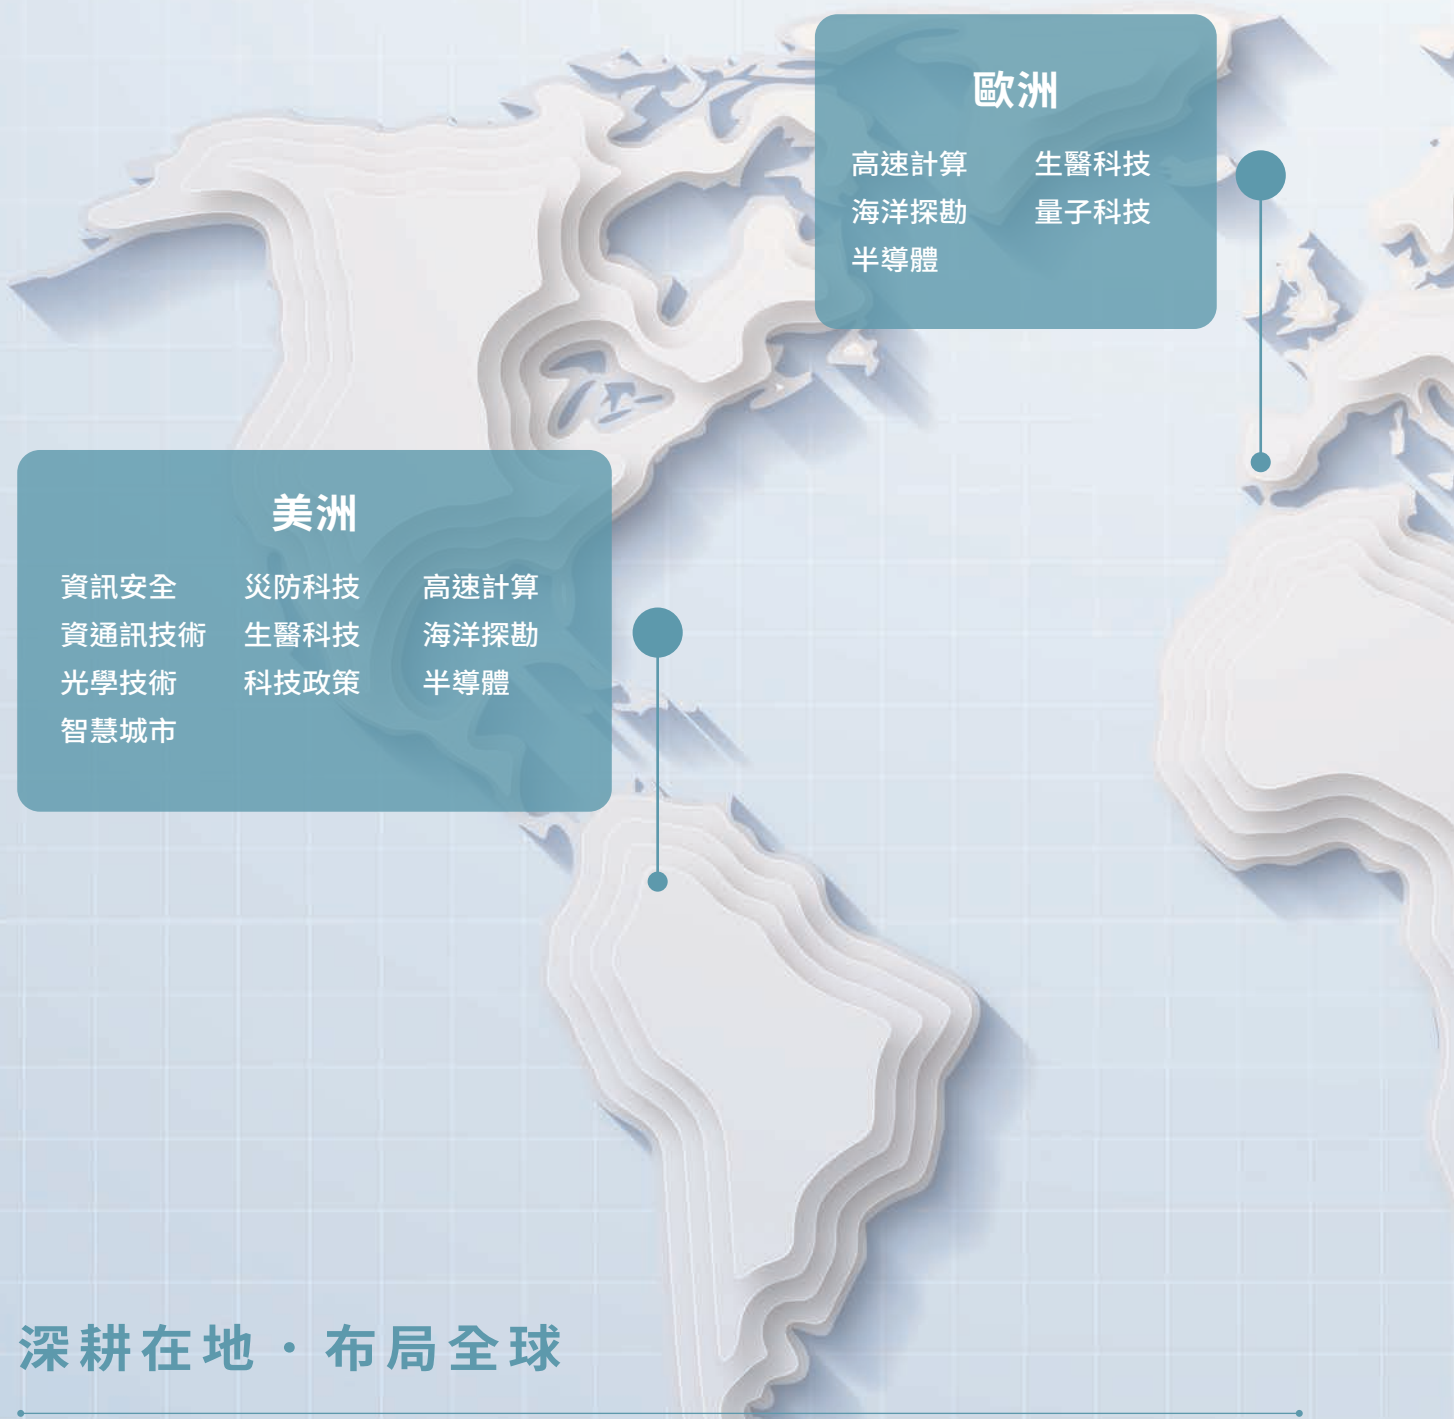 歐洲
高速計算 生醫科技
海洋探勘 量子科技
半導體
美洲
資訊安全 災防科技 高速計算
資通訊技術 生醫科技 海洋探勘
光學技術 科技政策 半導體
智慧城市
深耕在地・布局全球